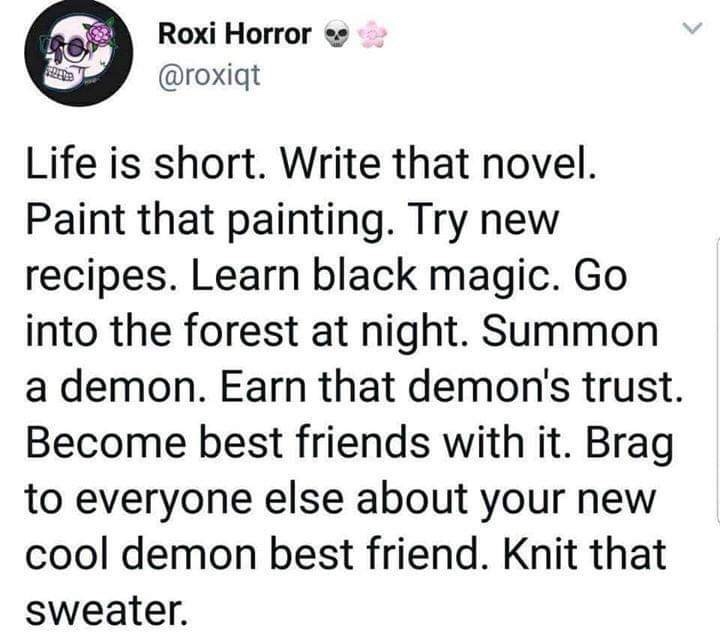 Roxi Horror 💀🌸
@roxiqt
Life is short. Write that novel.
Paint that painting. Try new
recipes. Learn black magic. Go
into the forest at night. Summon
a demon. Earn that demon's trust.
Become best friends with it. Brag
to everyone else about your new
cool demon best friend. Knit that
sweater.